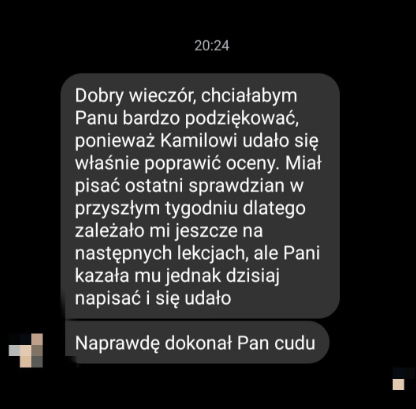 20:24
Dobry wieczór, chciałabym
Panu bardzo podziękować,
ponieważ Kamilowi udało się
właśnie poprawić oceny. Miał
pisać ostatni sprawdzian w
przyszłym tygodniu dlatego
zależało mi jeszcze na
następnych lekcjach, ale Pani
kazała mu jednak dzisiaj
napisać i się udało
Naprawdę dokonał Pan cudu